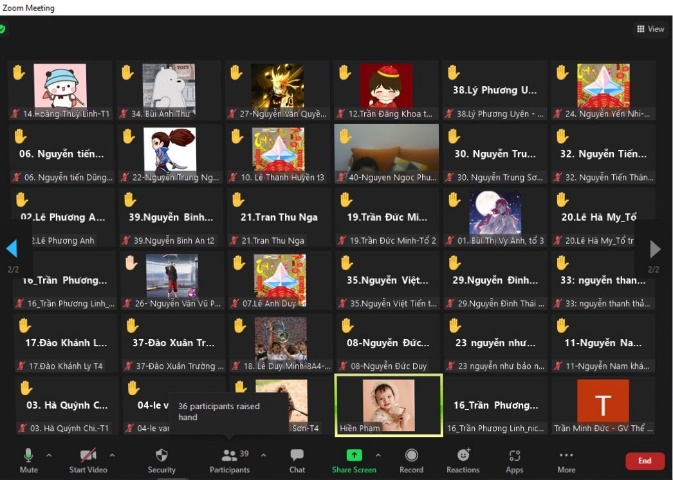 Zoom Meeting
View
14.Hoàng Thuỳ Linh-T1
34. Bùi Anh Thư
27-Nguyễn Văn Quyề...
12.Trần Đăng Khoa t...
38.Lý Phương U...
38.Lý Phương Uyên - ...
24. Nguyễn Yến Nhi-...
06. Nguyễn tiến...
06. Nguyễn tiến Dũng...
22-Nguyễn Trung Ng...
10. Lê Thanh Huyền t3
40-Nguyen Ngoc Phu...
30. Nguyễn Tru...
30. Nguyễn Trung Sơ...
32. Nguyễn Tiến...
32. Nguyễn Tiến Thàn...
02.Lê Phương A...
2.Lê Phương Anh
39.Nguyễn Bình...
39.Nguyễn Bình An t2
21.Tran Thu Nga
21.Tran Thu Nga
19.Trần Đức Mi...
19.Trần Đức Minh-Tổ 2
01. Bùi Thị Vy Anh, tổ 3
20.Lê Hà My_Tổ
20.Lê Hà My_Tổ tr
2/2
2/2
16_Trần Phương...
16_Trần Phương Linh_...
26- Nguyễn Văn Vũ P...
07.Lê Anh Duy
35.Nguyễn Việt...
35.Nguyễn Việt Tiến t...
29.Nguyễn Đình...
29.Nguyễn Đình Thái ...
33: nguyễn than...
33: nguyễn thanh thả...
17.Đào Khánh L...
17.Đào Khánh Ly T4
37-Đào Xuân Tr...
37-Đào Xuân Trường ...
18. Lê Duy Minh-8A4-...
08-Nguyễn Đức...
08-Nguyễn Đức Duy
23 nguyễn như...
23 nguyễn như bảo n...
11-Nguyễn Na...
11-Nguyễn Nam khá...
03. Hà Quỳnh C...
03. Hà Quỳnh Chi.-T1
04-le v
04-le va
36 participants raised
hand
Sơn-T4
Hiền Phạm
16_Trần Phương...
16_Trần Phương Linh_nic...
T
Trần Minh Đức - GV Thể ...
Mute
Start Video
Security
Participants
39
Chat
Share Screen
Record
Reactions
Apps
More
End